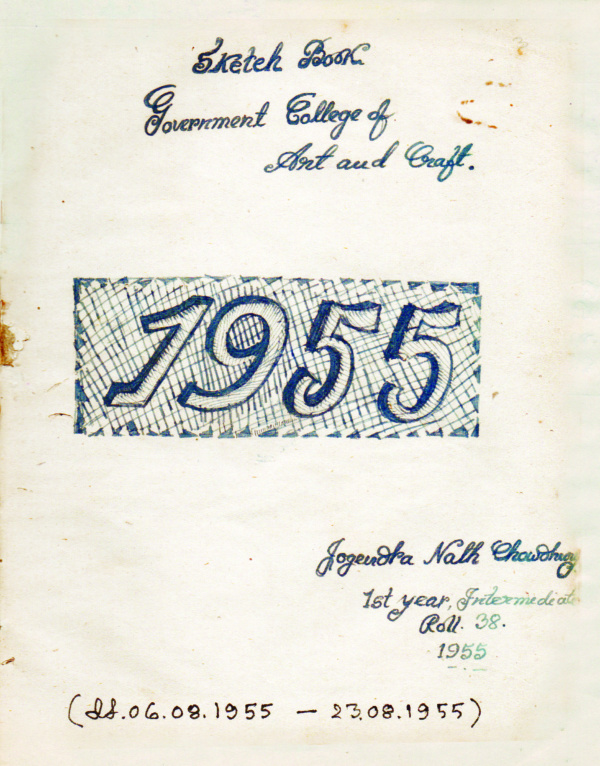 Sketch Book
Government College of
Art and Craft.
1955
Jogendra Nath Chowdhury
1st year, Intermediate
Roll. 38.
1955
06.08.1955 — 23.08.1955)